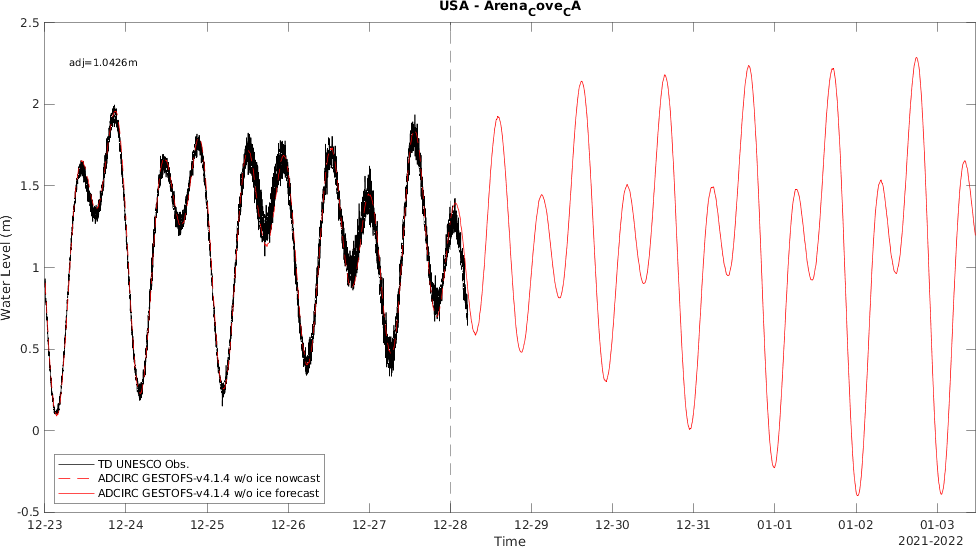 USA - Arena_Cove_CA
adj=1.0426m
2.5
2
1.5
1
0.5
0
-0.5
Water Level (m)
TD UNESCO Obs.
ADCIRC GESTOFS-v4.1.4 w/o ice nowcast
ADCIRC GESTOFS-v4.1.4 w/o ice forecast
12-23 12-24 12-25 12-26 12-27 12-28 12-29 12-30 12-31 01-01 01-02 01-03
Time
2021-2022